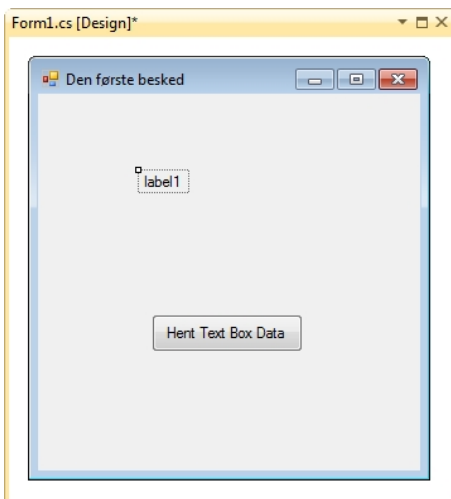 Form1.cs [Design]*
Den første besked
label1
Hent Text Box Data